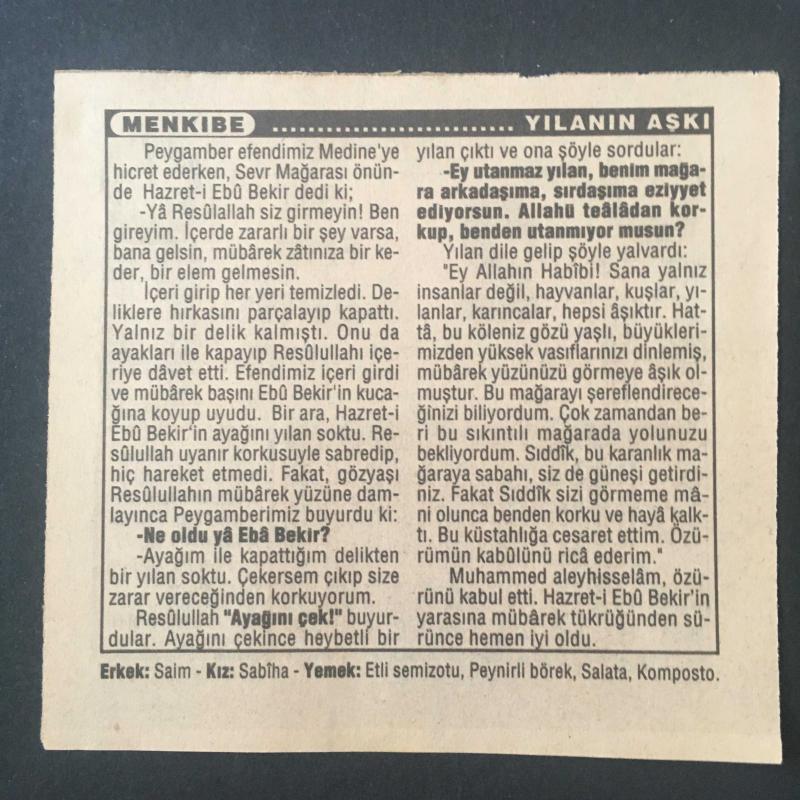 MENKIBE ........................... YILANIN AŞKI
Peygamber efendimiz Medine'ye
hicret ederken, Sevr Mağarası önün-
de Hazret-i Ebû Bekir dedi ki;
-Yâ Resûlallah siz girmeyin! Ben
gireyim. İçerde zararlı bir şey varsa,
bana gelsin, mübârek zâtınıza bir ke-
der, bir elem gelmesin.
İçeri girip her yeri temizledi. De-
liklere hırkasını parçalayıp kapattı.
Yalnız bir delik kalmıştı. Onu da
ayakları ile kapayıp Resûlullahı içe-
riye dâvet etti. Efendimiz içeri girdi
ve mübârek başını Ebû Bekir'in kuca-
ğına koyup uyudu. Bir ara, Hazret-i
Ebû Bekir'in ayağını yılan soktu. Re-
sûlullah uyanır korkusuyle sabredip,
hiç hareket etmedi. Fakat, gözyaşı
Resûlullahın mübârek yüzüne dam-
layınca Peygamberimiz buyurdu ki:
-Ne oldu yâ Ebâ Bekir?
-Ayağım ile kapattığım delikten
bir yılan soktu. Çekersem çıkıp size
zarar vereceğinden korkuyorum.
Resûlullah "Ayağını çek!" buyur-
dular. Ayağını çekince heybetli bir
yılan çıktı ve ona şöyle sordular:
-Ey utanmaz yılan, benim mağa-
ra arkadaşıma, sırdaşıma eziyyet
ediyorsun. Allahü teâlâdan kor-
kup, benden utanmıyor musun?
Yılan dile gelip şöyle yalvardı:
"Ey Allahın Habîbi! Sana yalnız
insanlar değil, hayvanlar, kuşlar, yı-
lanlar, karıncalar, hepsi âşıktır. Hat-
tâ, bu köleniz gözü yaşlı, büyükleri-
mizden yüksek vasıflarınızı dinlemiş,
mübârek yüzünüzü görmeye âşık ol-
muştur. Bu mağarayı şereflendirece-
ğinizi biliyordum. Çok zamandan be-
ri bu sıkıntılı mağarada yolunuzu
bekliyordum. Sıddîk, bu karanlık ma-
ğaraya sabahı, siz de güneşi getirdi-
niz. Fakat Sıddîk sizi görmeme mâ-
ni olunca benden korku ve hayâ kalk-
tı. Bu küstahlığa cesaret ettim. Özü-
rümün kabûlünü ricâ ederim."
Muhammed aleyhisselâm, özü-
rünü kabul etti. Hazret-i Ebû Bekir'in
yarasına mübârek tükrüğünden sü-
rünce hemen iyi oldu.
Erkek: Saim - Kız: Sabîha - Yemek: Etli semizotu, Peynirli börek, Salata, Komposto.